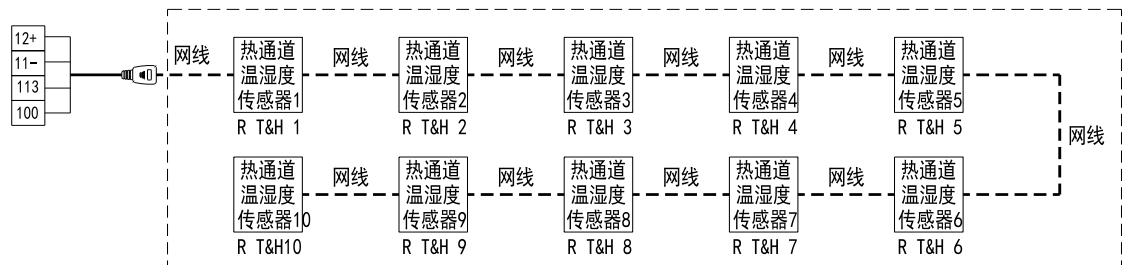 12+
11-
113
100
网线
热通道
温湿度
传感器1
R T&H 1
网线
热通道
温湿度
传感器2
R T&H 2
网线
热通道
温湿度
传感器3
R T&H 3
网线
热通道
温湿度
传感器4
R T&H 4
网线
热通道
温湿度
传感器5
R T&H 5
网线
热通道
温湿度
传感器10
R T&H10
网线
热通道
温湿度
传感器9
R T&H 9
网线
热通道
温湿度
传感器8
R T&H 8
网线
热通道
温湿度
传感器7
R T&H 7
网线
热通道
温湿度
传感器6
R T&H 6